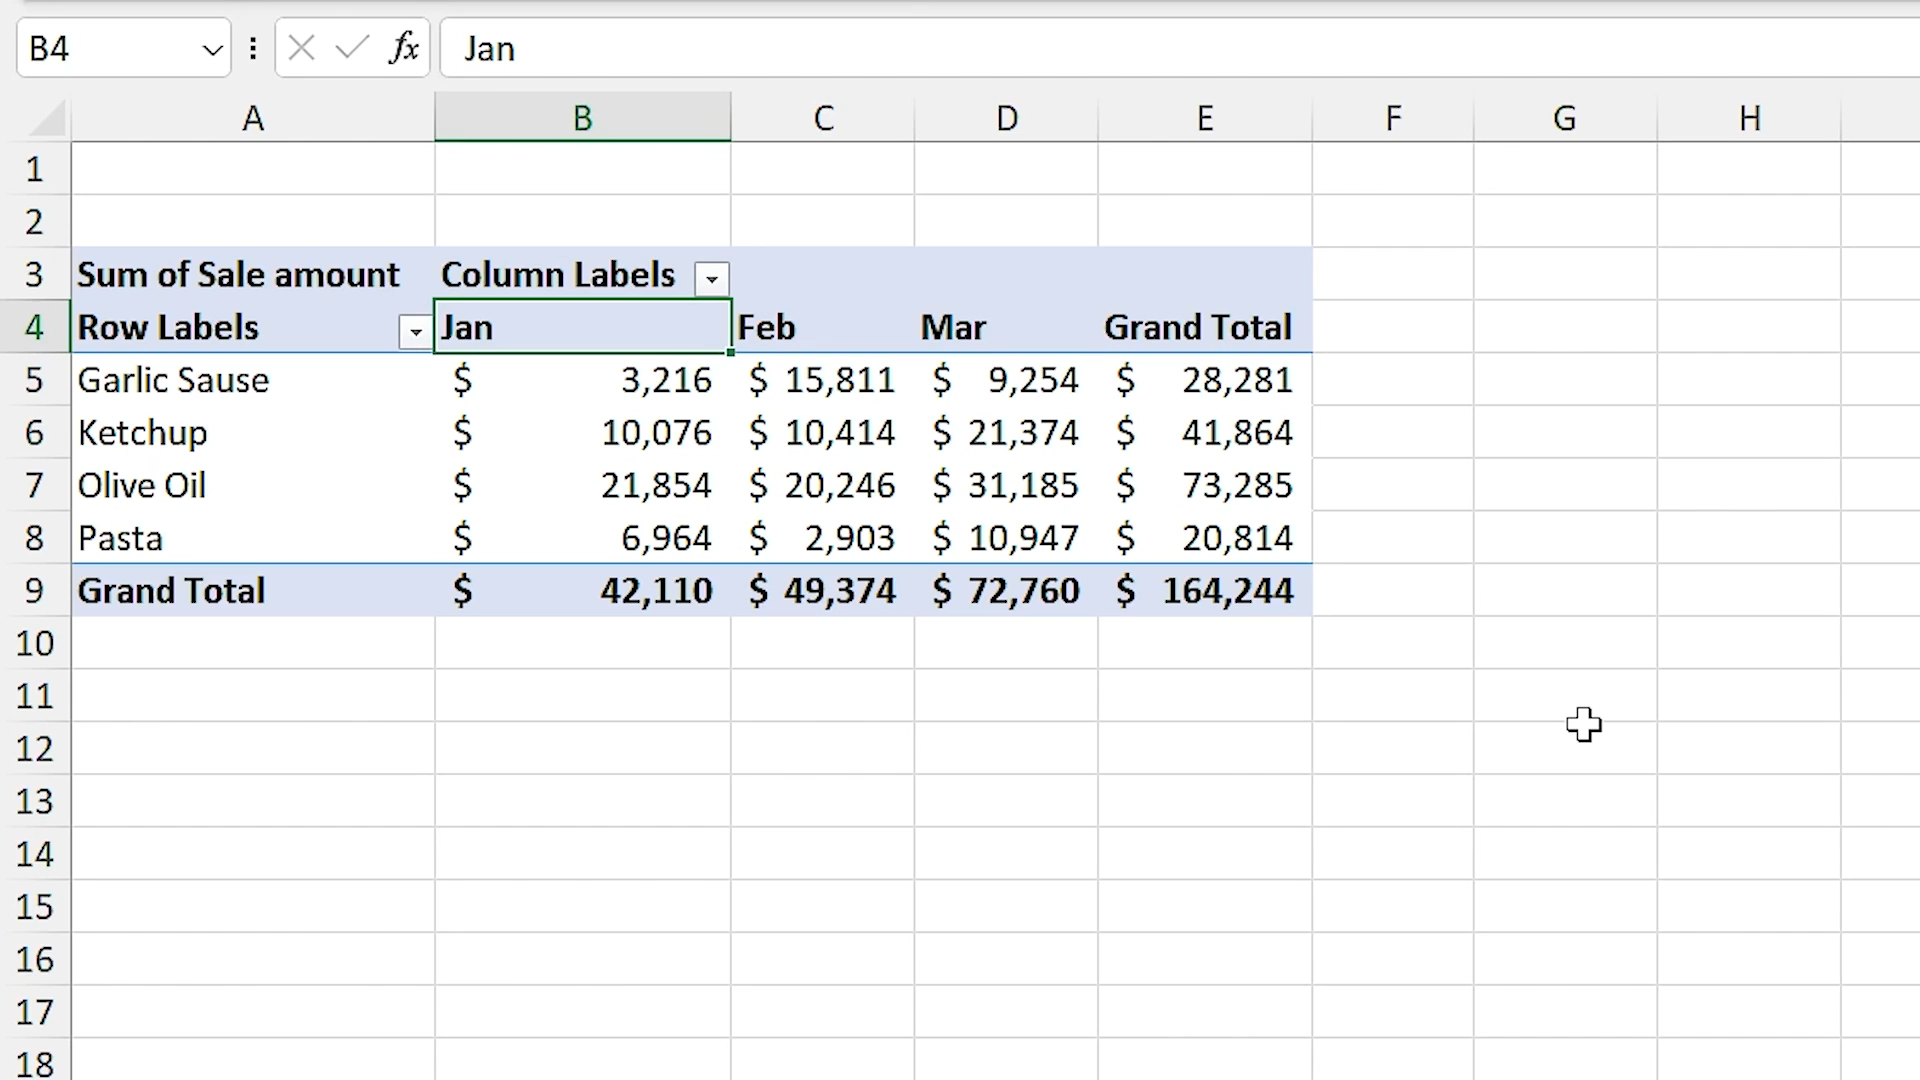 B4 fx Jan
A B C D E F G H
1
2
3 Sum of Sale amount Column Labels
4 Row Labels Jan Feb Mar Grand Total
5 Garlic Sause $ 3,216 $ 15,811 $ 9,254 $ 28,281
6 Ketchup $ 10,076 $ 10,414 $ 21,374 $ 41,864
7 Olive Oil $ 21,854 $ 20,246 $ 31,185 $ 73,285
8 Pasta $ 6,964 $ 2,903 $ 10,947 $ 20,814
9 Grand Total $ 42,110 $ 49,374 $ 72,760 $ 164,244
10
11
12
13
14
15
16
17
18